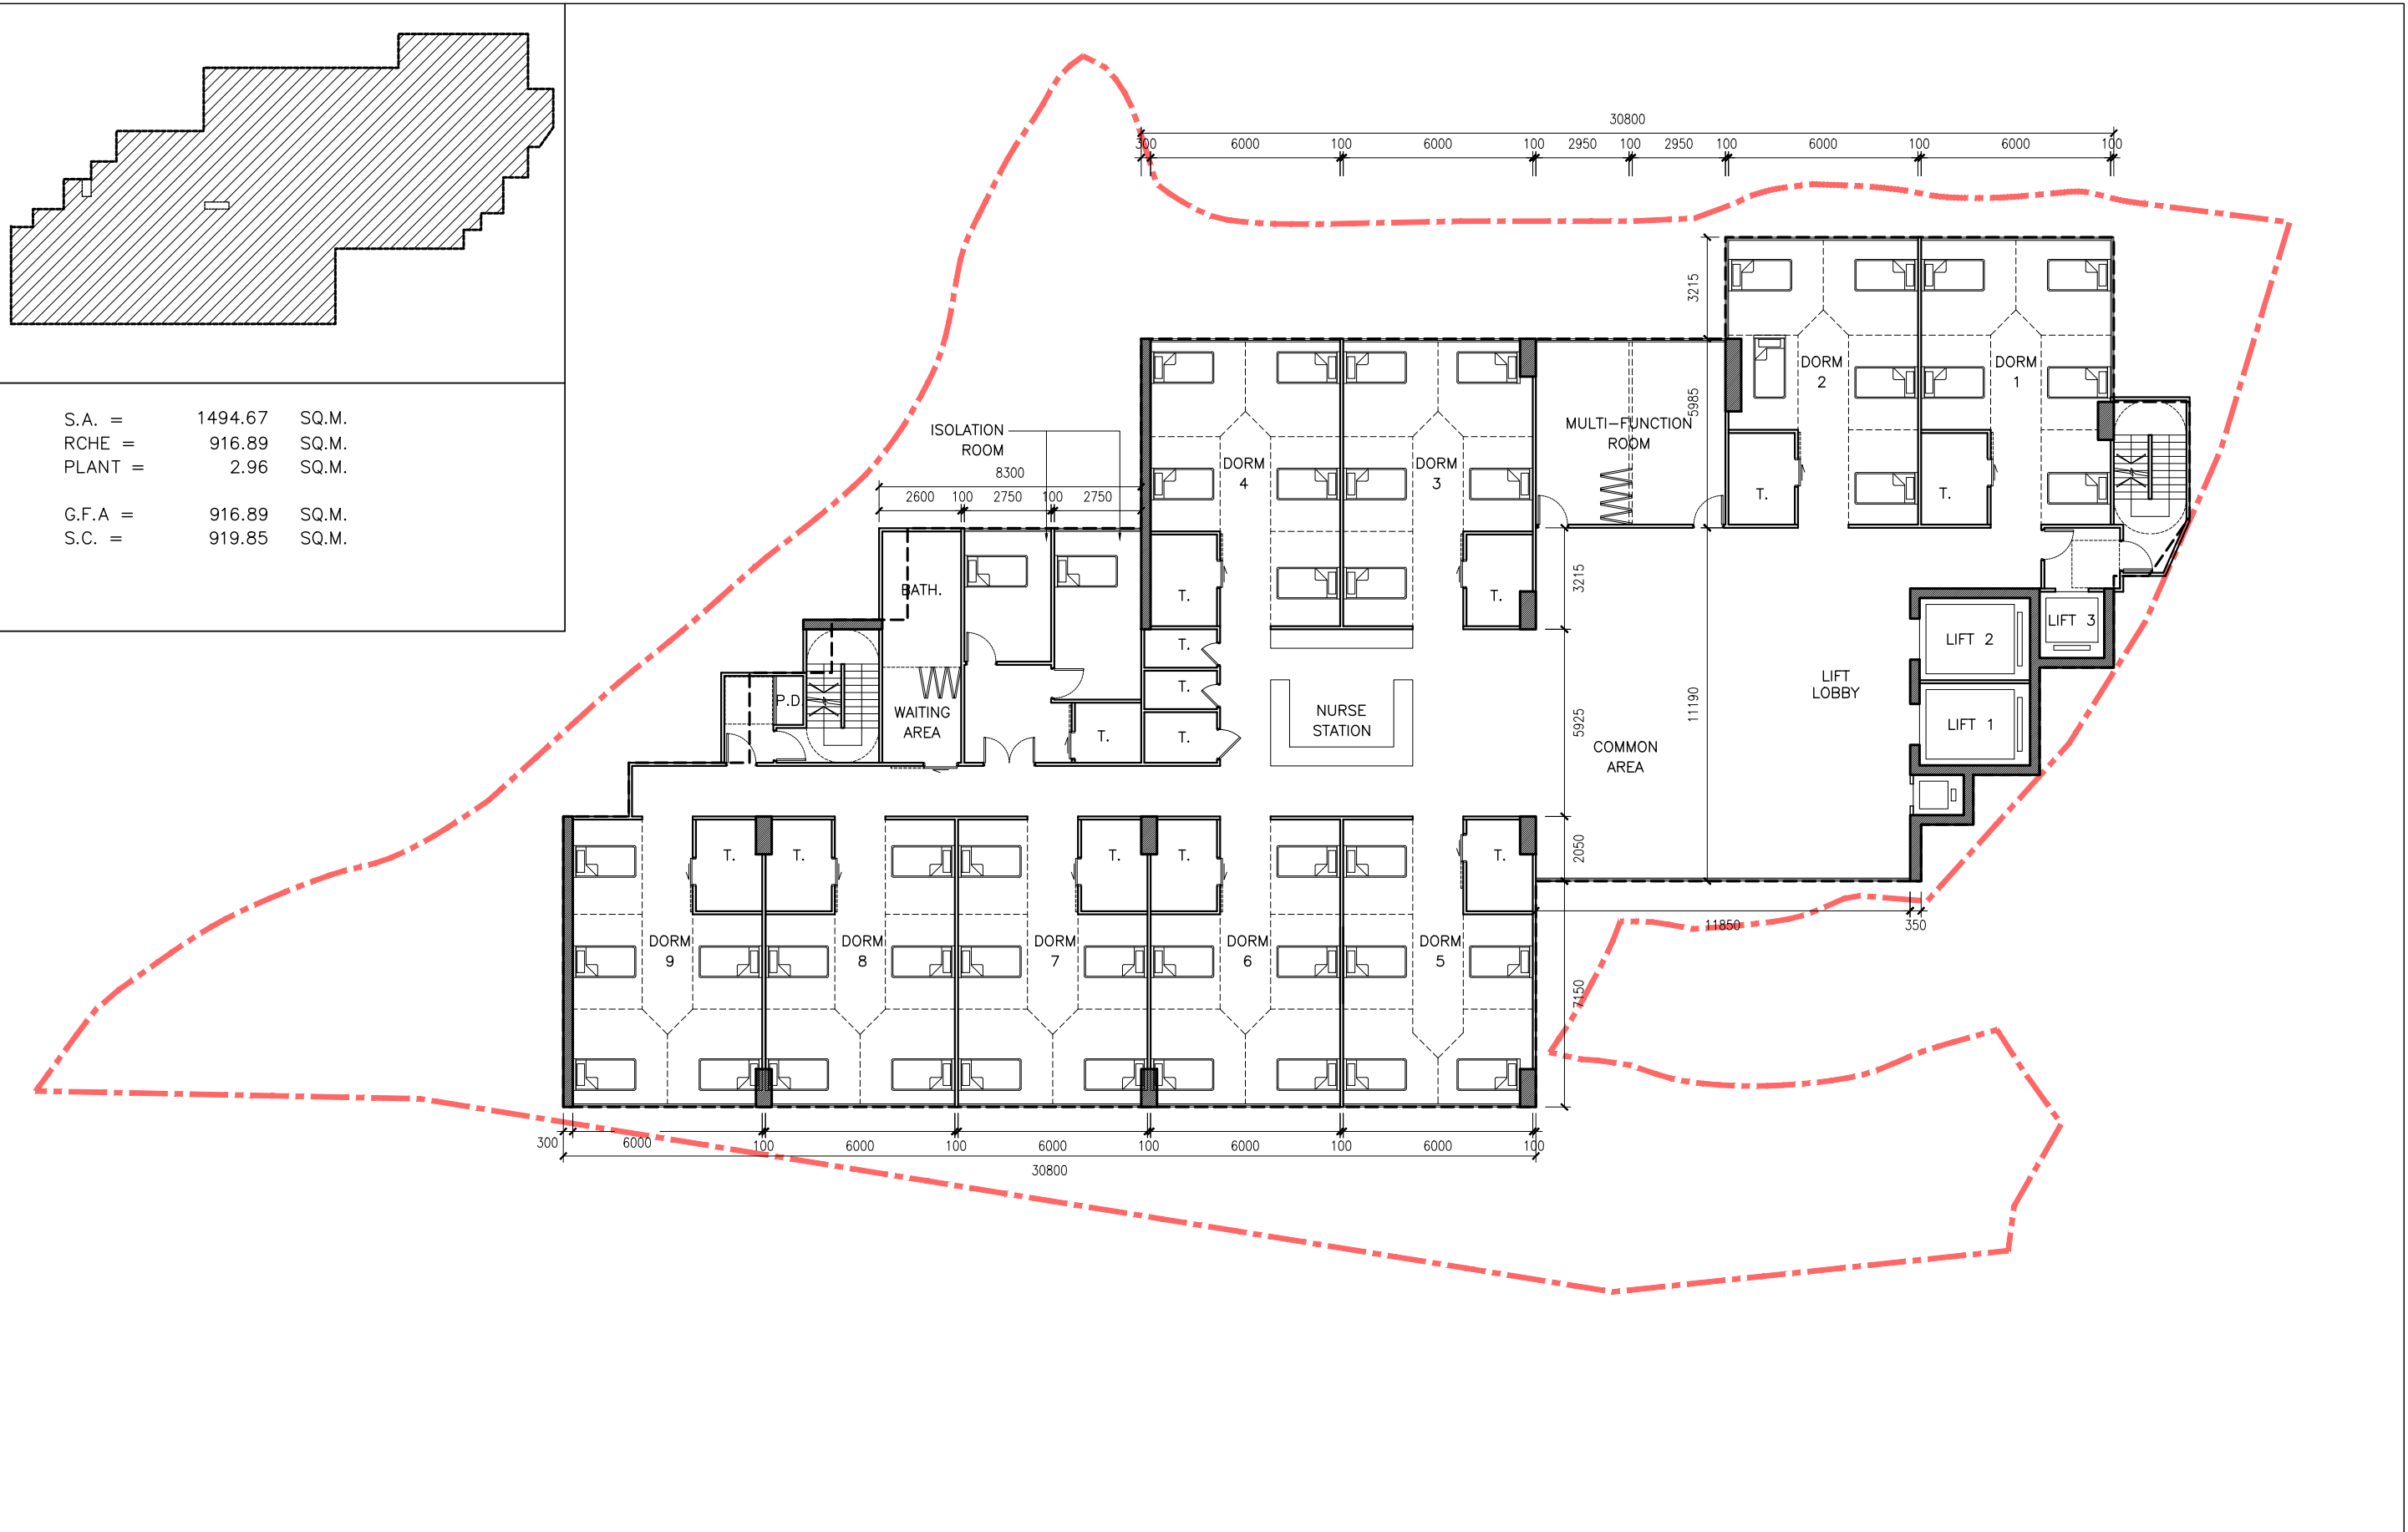 S.A. = 1494.67 SQ.M.
RCHE = 916.89 SQ.M.
PLANT = 2.96 SQ.M.
G.F.A = 916.89 SQ.M.
S.C. = 919.85 SQ.M.
30800
300 6000 100 6000 100 2950 100 2950 100 6000 100 6000 100
3215
5985
DORM
2
DORM
1
MULTI-FUNCTION
ROOM
ISOLATION
ROOM
8300
2600 100 2750 100 2750
DORM
4
DORM
3
T.
T.
T.
T.
3215
BATH.
T.
T.
T.
T.
P.D.
WAITING
AREA
NURSE
STATION
5925
11190
COMMON
AREA
LIFT
LOBBY
LIFT 2
LIFT 3
LIFT 1
T.
T.
T.
T.
T.
2050
11850
350
DORM
9
DORM
8
DORM
7
DORM
6
DORM
5
7150
300 6000 100 6000 100 6000 100 6000 100 6000 100
30800